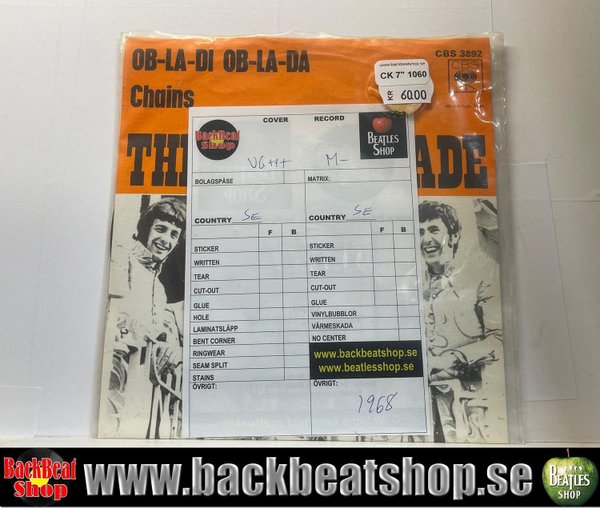 OB-LA-DI OB-LA-DA
Chains
CBS 3892
CBS
www.backbeatshop.se
CK 7" 1060
KR 60.00
THE
ADE
BackBeat Shop
COVER
RECORD
BEATLES SHOP
VG+++
M-
BOLAGSPÅSE
MATRIX:
COUNTRY SE
COUNTRY SE
F B
F B
STICKER
STICKER
WRITTEN
WRITTEN
TEAR
TEAR
CUT-OUT
CUT-OUT
GLUE
GLUE
HOLE
VINYLBUBBLOR
LAMINATSLÄPP
VÄRMESKADA
BENT CORNER
NO CENTER
RINGWEAR
www.backbeatshop.se
SEAM SPLIT
www.beatlesshop.se
STAINS
ÖVRIGT:
ÖVRIGT:
1968
BackBeat Shop
www.backbeatshop.se
BEATLES SHOP